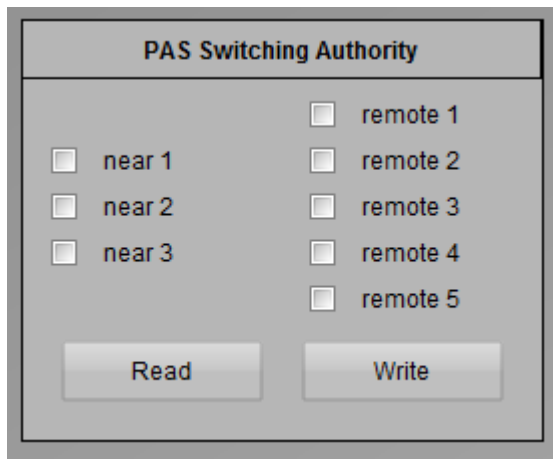 PAS Switching Authority
remote 1
near 1
remote 2
near 2
remote 3
near 3
remote 4
remote 5
Read
Write